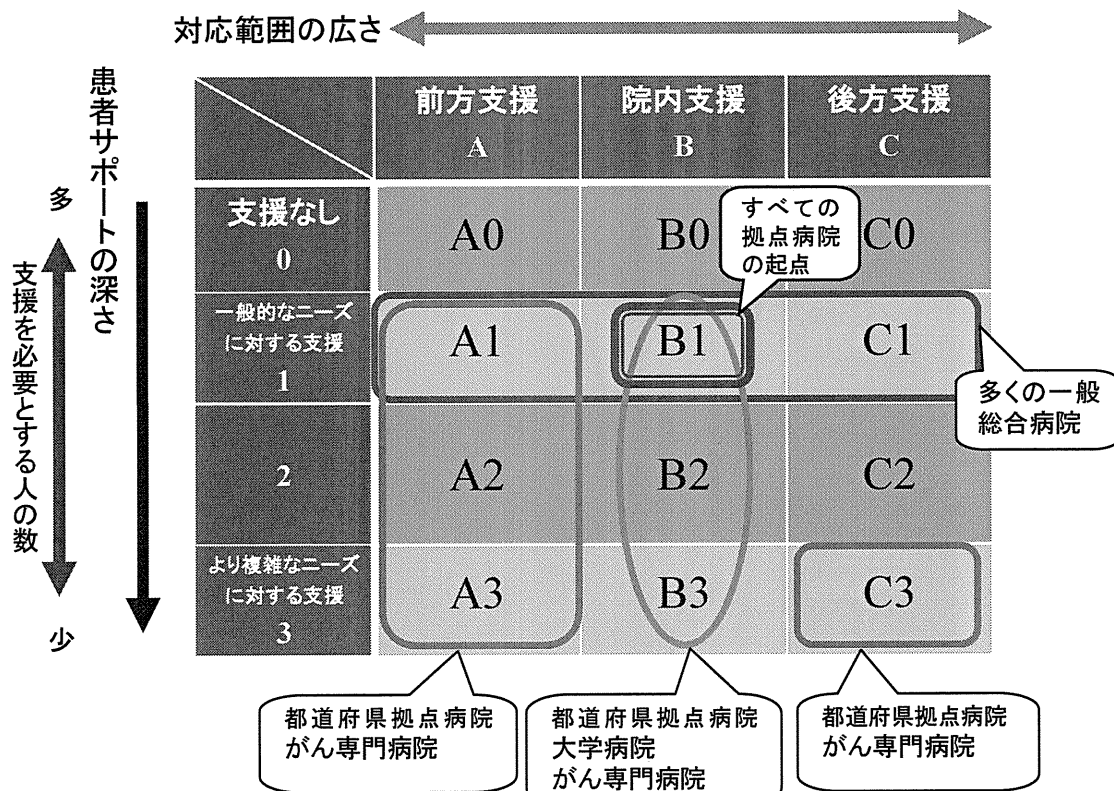 対応範囲の広さ
患者サポートの深さ
多
支援を必要とする人の数
少
前方支援
A
院内支援
B
後方支援
C
支援なし
0
A0
B0
C0
すべての
拠点病院
の起点
一般的なニーズ
に対する支援
1
A1
B1
C1
多くの一般
総合病院
2
A2
B2
C2
より複雑なニーズ
に対する支援
3
A3
B3
C3
都道府県拠点病院
がん専門病院
都道府県拠点病院
大学病院
がん専門病院
都道府県拠点病院
がん専門病院